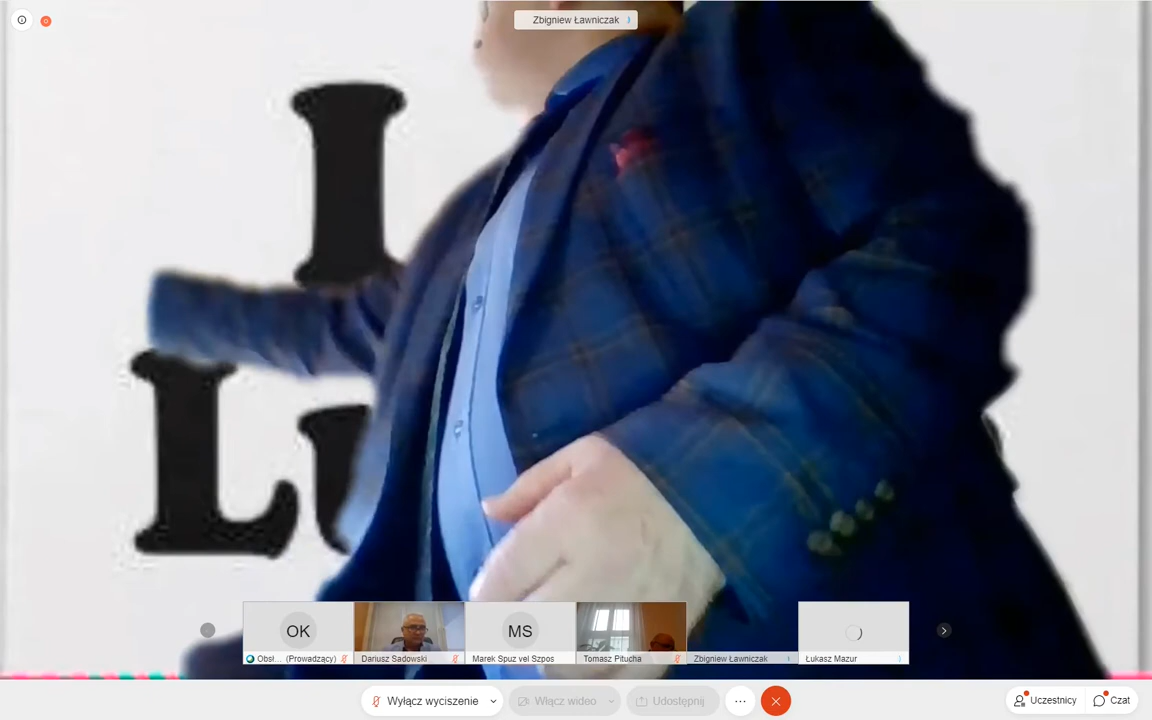 Zbigniew Ławniczak
I
Lu
OK
MS
Obsł... (Prowadzący)
Dariusz Sadowski
Marek Spuz vel Szpos
Tomasz Pitucha
Zbigniew Ławniczak
Łukasz Mazur
Wyłącz wyciszenie
Włącz wideo
Udostępnij
Uczestnicy
Czat